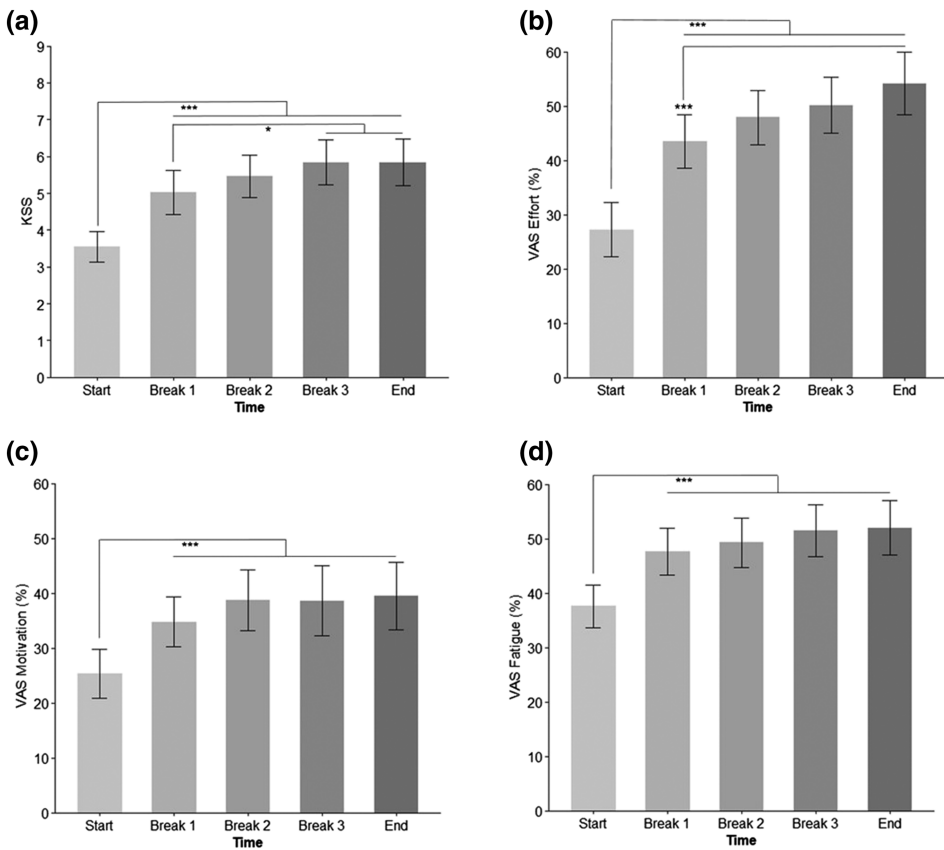 (a)
9
8
7
6
5
4
3
2
1
0
KSS
***
*
Start Break 1 Break 2 Break 3 End
Time
(b)
60
50
40
30
20
10
0
VAS Effort (%)
***
***
Start Break 1 Break 2 Break 3 End
Time
(c)
60
50
40
30
20
10
0
VAS Motivation (%)
***
Start Break 1 Break 2 Break 3 End
Time
(d)
60
50
40
30
20
10
0
VAS Fatigue (%)
***
Start Break 1 Break 2 Break 3 End
Time